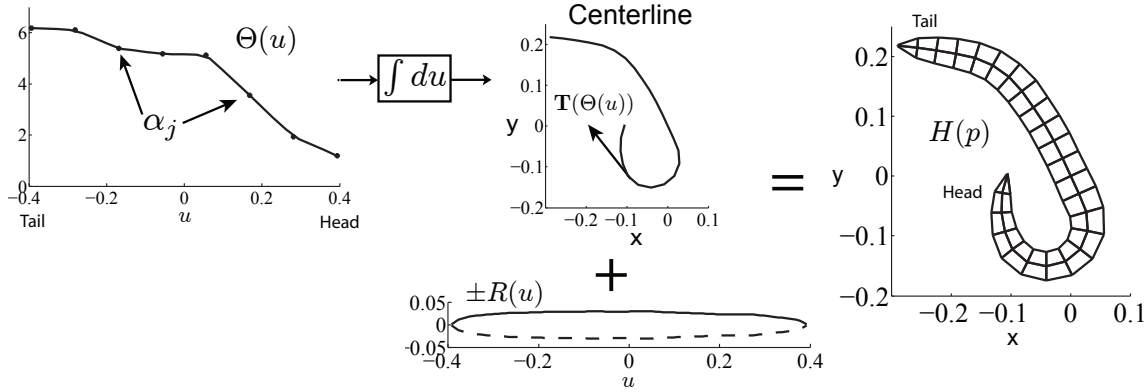 6
4
2
0
−0.4
−0.2
0
0.2
0.4
Tail
u
Head
Θ(u)
α_j
∫ du
Centerline
0.2
0.1
0
−0.1
−0.2
y
T(Θ(u))
−0.2
−0.1
0
0.1
x
+
±R(u)
0.05
0
−0.05
−0.4
−0.2
0
0.2
0.4
u
=
Tail
0.2
0.1
0
−0.1
−0.2
y
H(p)
Head
−0.2
−0.1
0
0.1
x